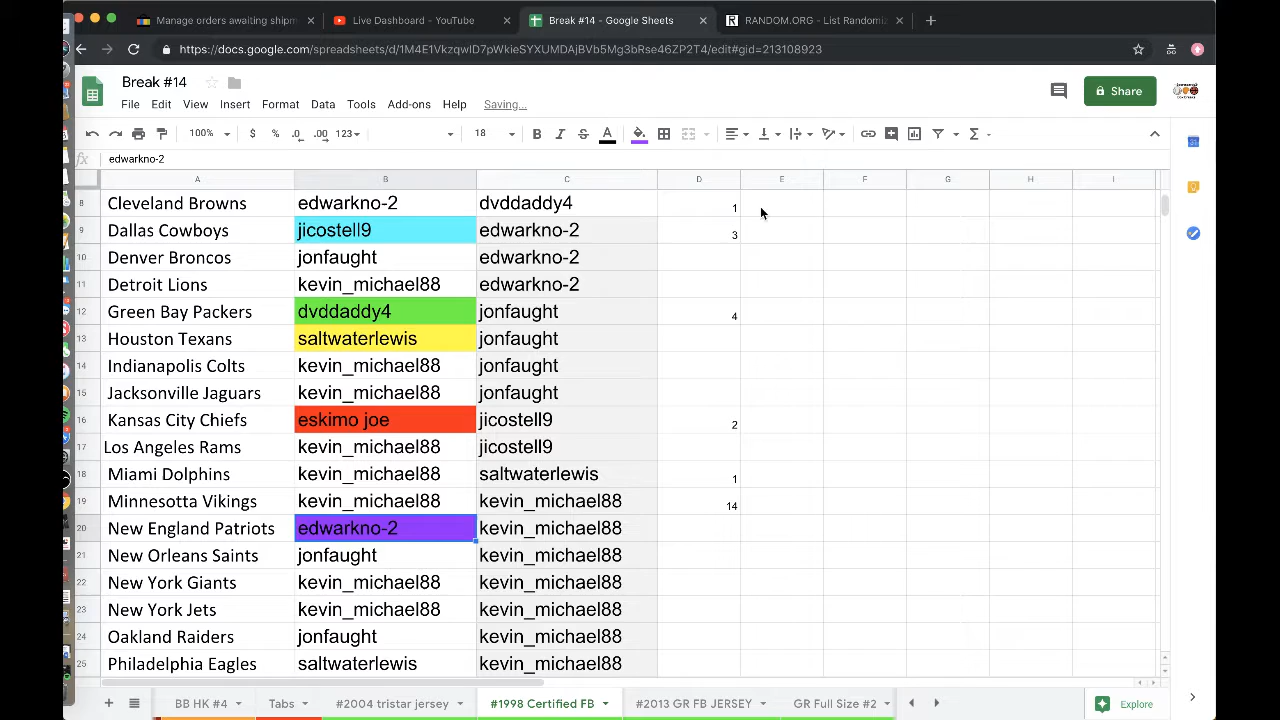 Manage orders awaiting shipm
Live Dashboard - YouTube
Break #14 - Google Sheets
RANDOM.ORG - List Randomi
https://docs.google.com/spreadsheets/d/1M4E1VkzqwlD7pWkieSYXUMDAjBVb5Mg3bRse46ZP2T4/edit#gid=213108923
Break #14
File Edit View Insert Format Data Tools Add-ons Help Saving...
Share
100% $ % .0 .00 123 18
fx edwarkno-2
A B C D E F G H I
8 Cleveland Browns edwarkno-2 dvddaddy4 1
9 Dallas Cowboys jicostell9 edwarkno-2 3
10 Denver Broncos jonfaught edwarkno-2
11 Detroit Lions kevin_michael88 edwarkno-2
12 Green Bay Packers dvddaddy4 jonfaught 4
13 Houston Texans saltwaterlewis jonfaught
14 Indianapolis Colts kevin_michael88 jonfaught
15 Jacksonville Jaguars kevin_michael88 jonfaught
16 Kansas City Chiefs eskimo joe jicostell9 2
17 Los Angeles Rams kevin_michael88 jicostell9
18 Miami Dolphins kevin_michael88 saltwaterlewis 1
19 Minnesotta Vikings kevin_michael88 kevin_michael88 14
20 New England Patriots edwarkno-2 kevin_michael88
21 New Orleans Saints jonfaught kevin_michael88
22 New York Giants kevin_michael88 kevin_michael88
23 New York Jets kevin_michael88 kevin_michael88
24 Oakland Raiders jonfaught kevin_michael88
25 Philadelphia Eagles saltwaterlewis kevin_michael88
BB HK #4 Tabs #2004 tristar jersey #1998 Certified FB #2013 GR FB JERSEY GR Full Size #2 Explore